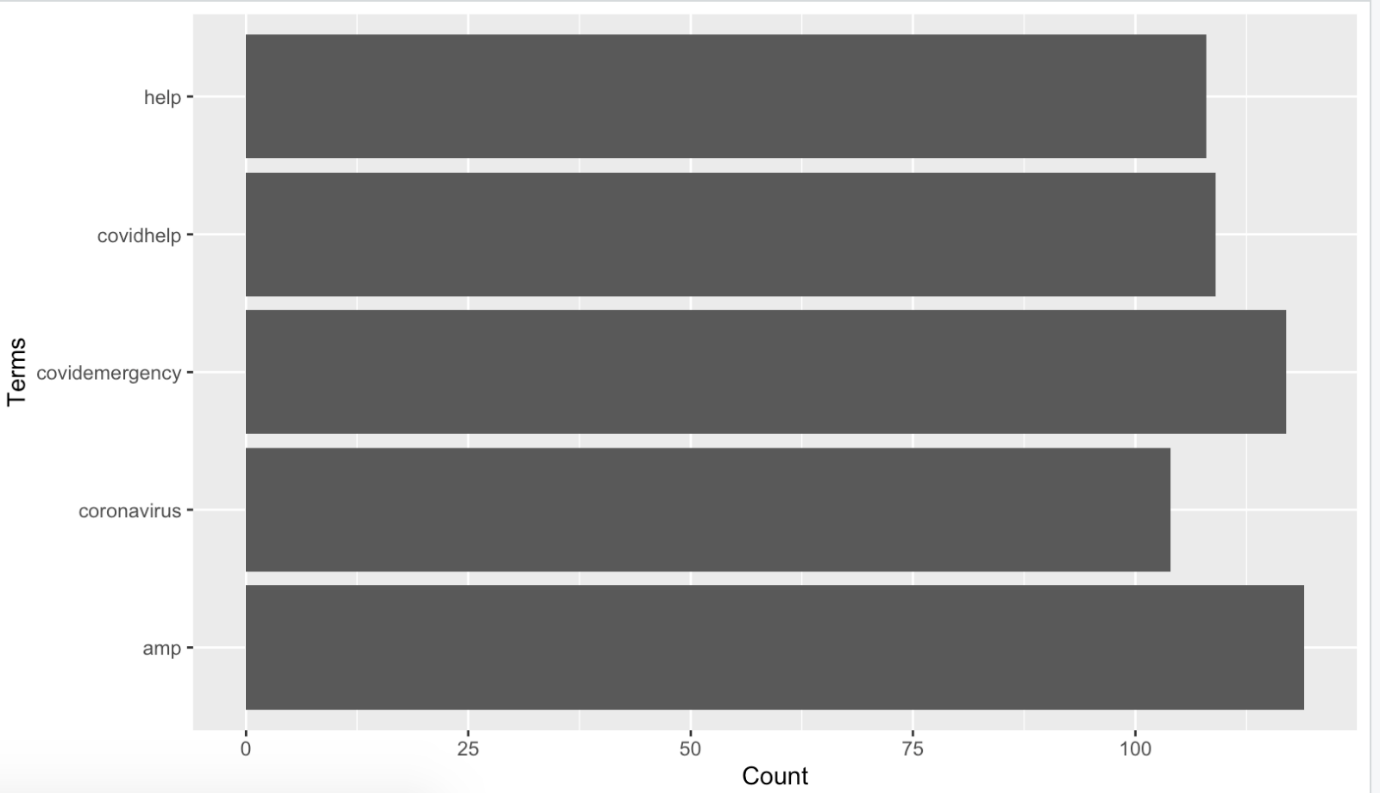 help
covidhelp
covidemergency
coronavirus
amp
Terms
0 25 50 75 100
Count